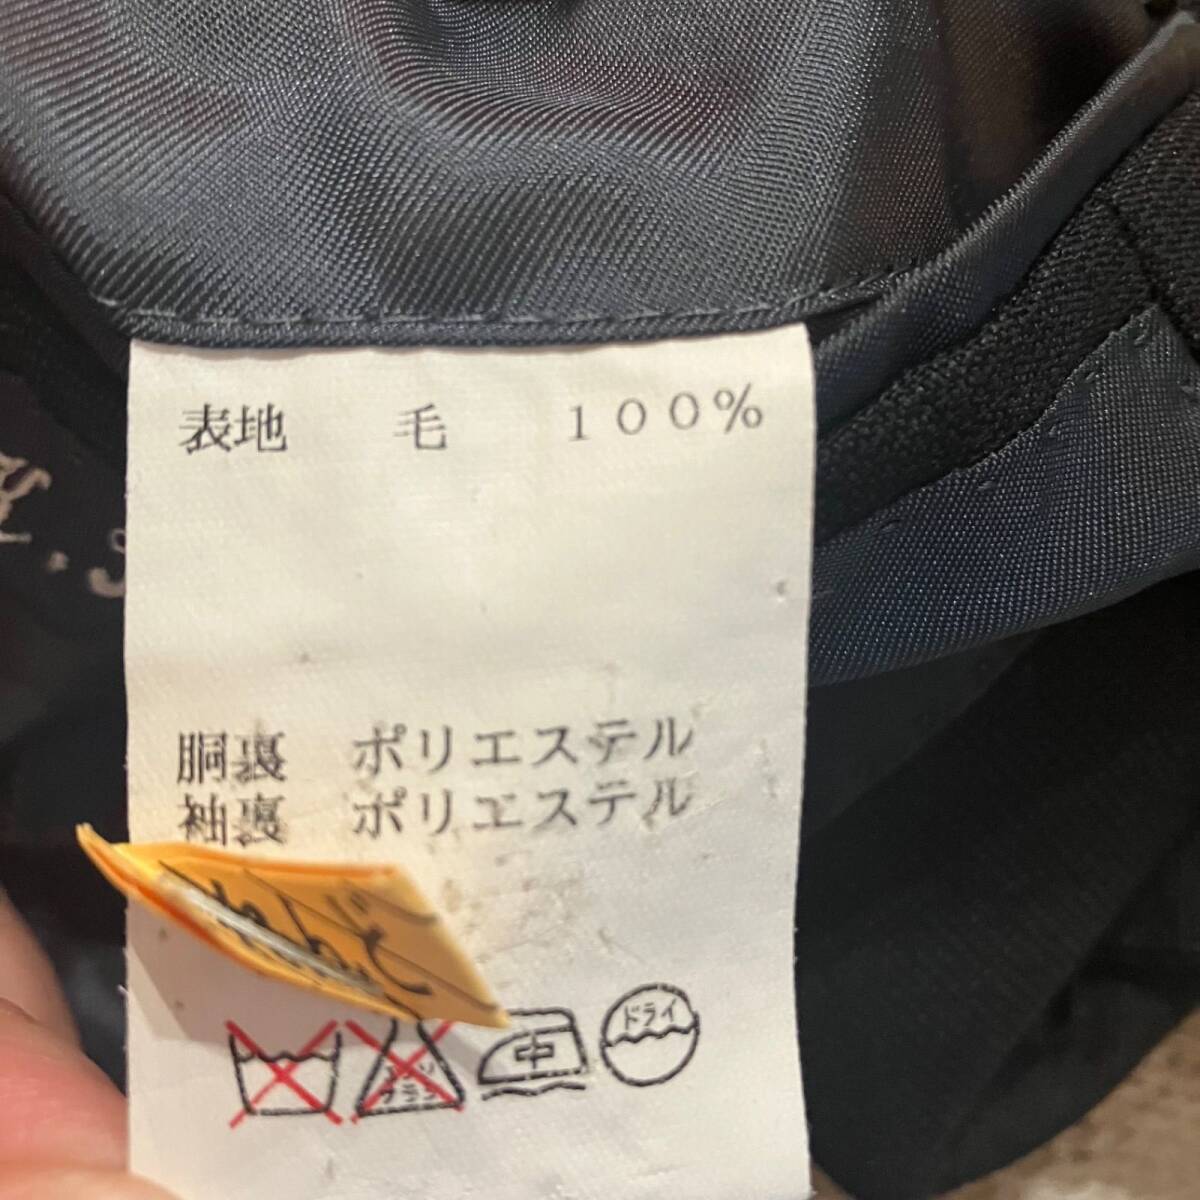 表地 毛 100%
胴裏 ポリエステル
袖裏 ポリエステル
中
ドライ